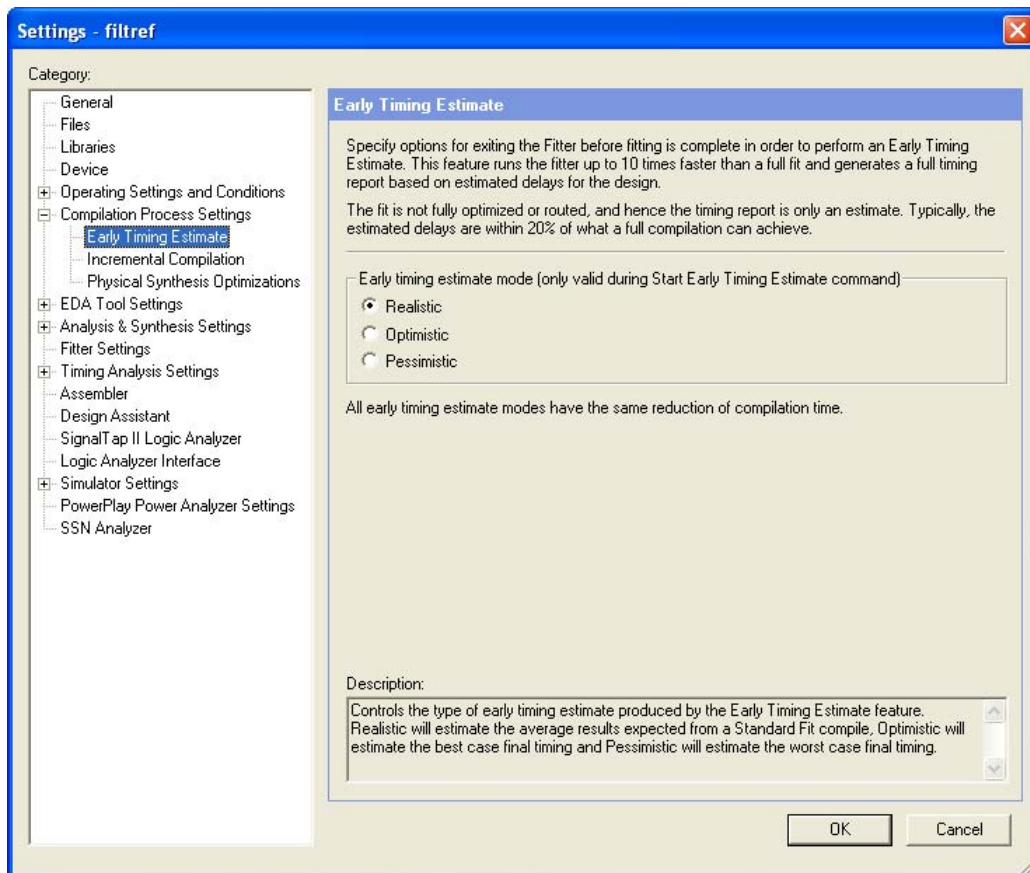 Settings - filtref
Category:
General
Files
Libraries
Device
Operating Settings and Conditions
Compilation Process Settings
Early Timing Estimate
Incremental Compilation
Physical Synthesis Optimizations
EDA Tool Settings
Analysis & Synthesis Settings
Fitter Settings
Timing Analysis Settings
Assembler
Design Assistant
SignalTap II Logic Analyzer
Logic Analyzer Interface
Simulator Settings
PowerPlay Power Analyzer Settings
SSN Analyzer
Early Timing Estimate
Specify options for exiting the Fitter before fitting is complete in order to perform an Early Timing
Estimate. This feature runs the fitter up to 10 times faster than a full fit and generates a full timing
report based on estimated delays for the design.
The fit is not fully optimized or routed, and hence the timing report is only an estimate. Typically, the
estimated delays are within 20% of what a full compilation can achieve.
Early timing estimate mode (only valid during Start Early Timing Estimate command)
Realistic
Optimistic
Pessimistic
All early timing estimate modes have the same reduction of compilation time.
Description:
Controls the type of early timing estimate produced by the Early Timing Estimate feature.
Realistic will estimate the average results expected from a Standard Fit compile, Optimistic will
estimate the best case final timing and Pessimistic will estimate the worst case final timing.
OK
Cancel